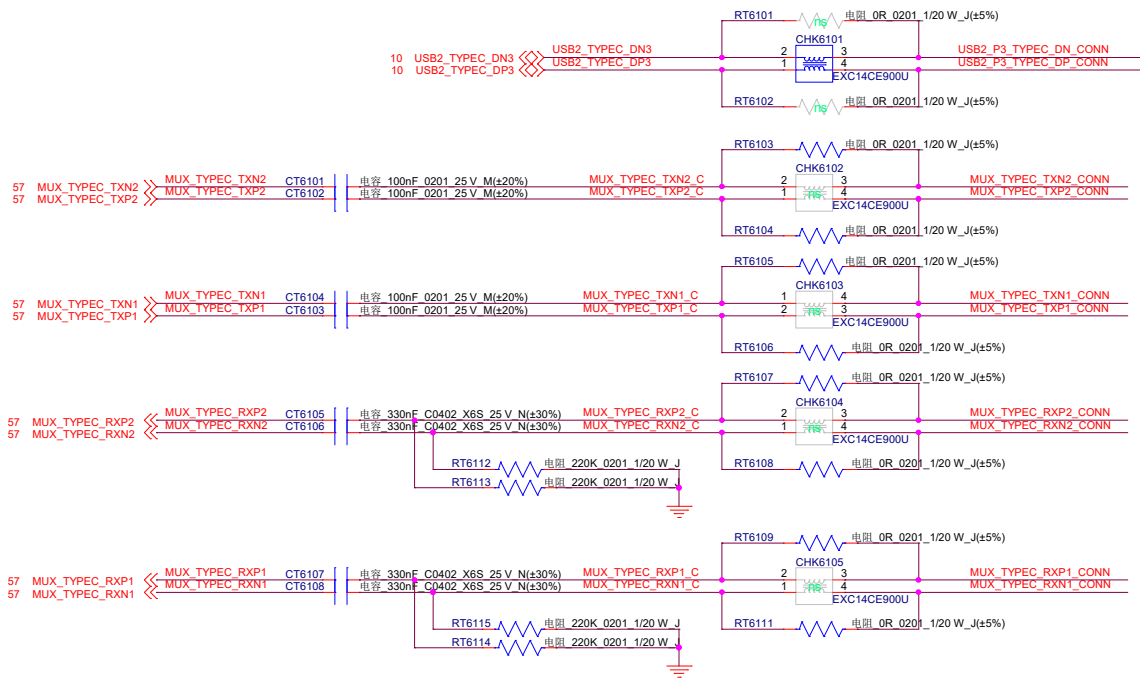 RT6101 ns 电阻_0R_0201_1/20 W_J(±5%)
CHK6101
10 USB2_TYPEC_DN3 USB2_TYPEC_DN3 2 3 USB2_P3_TYPEC_DN_CONN
10 USB2_TYPEC_DP3 USB2_TYPEC_DP3 1 4 USB2_P3_TYPEC_DP_CONN
EXC14CE900U
RT6102 ns 电阻_0R_0201_1/20 W_J(±5%)
RT6103 电阻_0R_0201_1/20 W_J(±5%)
CHK6102
57 MUX_TYPEC_TXN2 MUX_TYPEC_TXN2 CT6101 电容_100nF_0201_25 V_M(±20%) MUX_TYPEC_TXN2_C 2 3 MUX_TYPEC_TXN2_CONN
57 MUX_TYPEC_TXP2 MUX_TYPEC_TXP2 CT6102 电容_100nF_0201_25 V_M(±20%) MUX_TYPEC_TXP2_C 1 ns 4 MUX_TYPEC_TXP2_CONN
EXC14CE900U
RT6104 电阻_0R_0201_1/20 W_J(±5%)
RT6105 电阻_0R_0201_1/20 W_J(±5%)
CHK6103
57 MUX_TYPEC_TXN1 MUX_TYPEC_TXN1 CT6104 电容_100nF_0201_25 V_M(±20%) MUX_TYPEC_TXN1_C 1 4 MUX_TYPEC_TXN1_CONN
57 MUX_TYPEC_TXP1 MUX_TYPEC_TXP1 CT6103 电容_100nF_0201_25 V_M(±20%) MUX_TYPEC_TXP1_C 2 ns 3 MUX_TYPEC_TXP1_CONN
EXC14CE900U
RT6106 电阻_0R_0201_1/20 W_J(±5%)
RT6107 电阻_0R_0201_1/20 W_J(±5%)
CHK6104
57 MUX_TYPEC_RXP2 MUX_TYPEC_RXP2 CT6105 电容_330nF_C0402_X6S_25 V_N(±30%) MUX_TYPEC_RXP2_C 2 3 MUX_TYPEC_RXP2_CONN
57 MUX_TYPEC_RXN2 MUX_TYPEC_RXN2 CT6106 电容_330nF_C0402_X6S_25 V_N(±30%) MUX_TYPEC_RXN2_C 1 ns 4 MUX_TYPEC_RXN2_CONN
EXC14CE900U
RT6112 电阻_220K_0201_1/20 W_J RT6108 电阻_0R_0201_1/20 W_J(±5%)
RT6113 电阻_220K_0201_1/20 W_J
RT6109 电阻_0R_0201_1/20 W_J(±5%)
CHK6105
57 MUX_TYPEC_RXP1 MUX_TYPEC_RXP1 CT6107 电容_330nF_C0402_X6S_25 V_N(±30%) MUX_TYPEC_RXP1_C 2 3 MUX_TYPEC_RXP1_CONN
57 MUX_TYPEC_RXN1 MUX_TYPEC_RXN1 CT6108 电容_330nF_C0402_X6S_25 V_N(±30%) MUX_TYPEC_RXN1_C 1 ns 4 MUX_TYPEC_RXN1_CONN
EXC14CE900U
RT6115 电阻_220K_0201_1/20 W_J RT6111 电阻_0R_0201_1/20 W_J(±5%)
RT6114 电阻_220K_0201_1/20 W_J